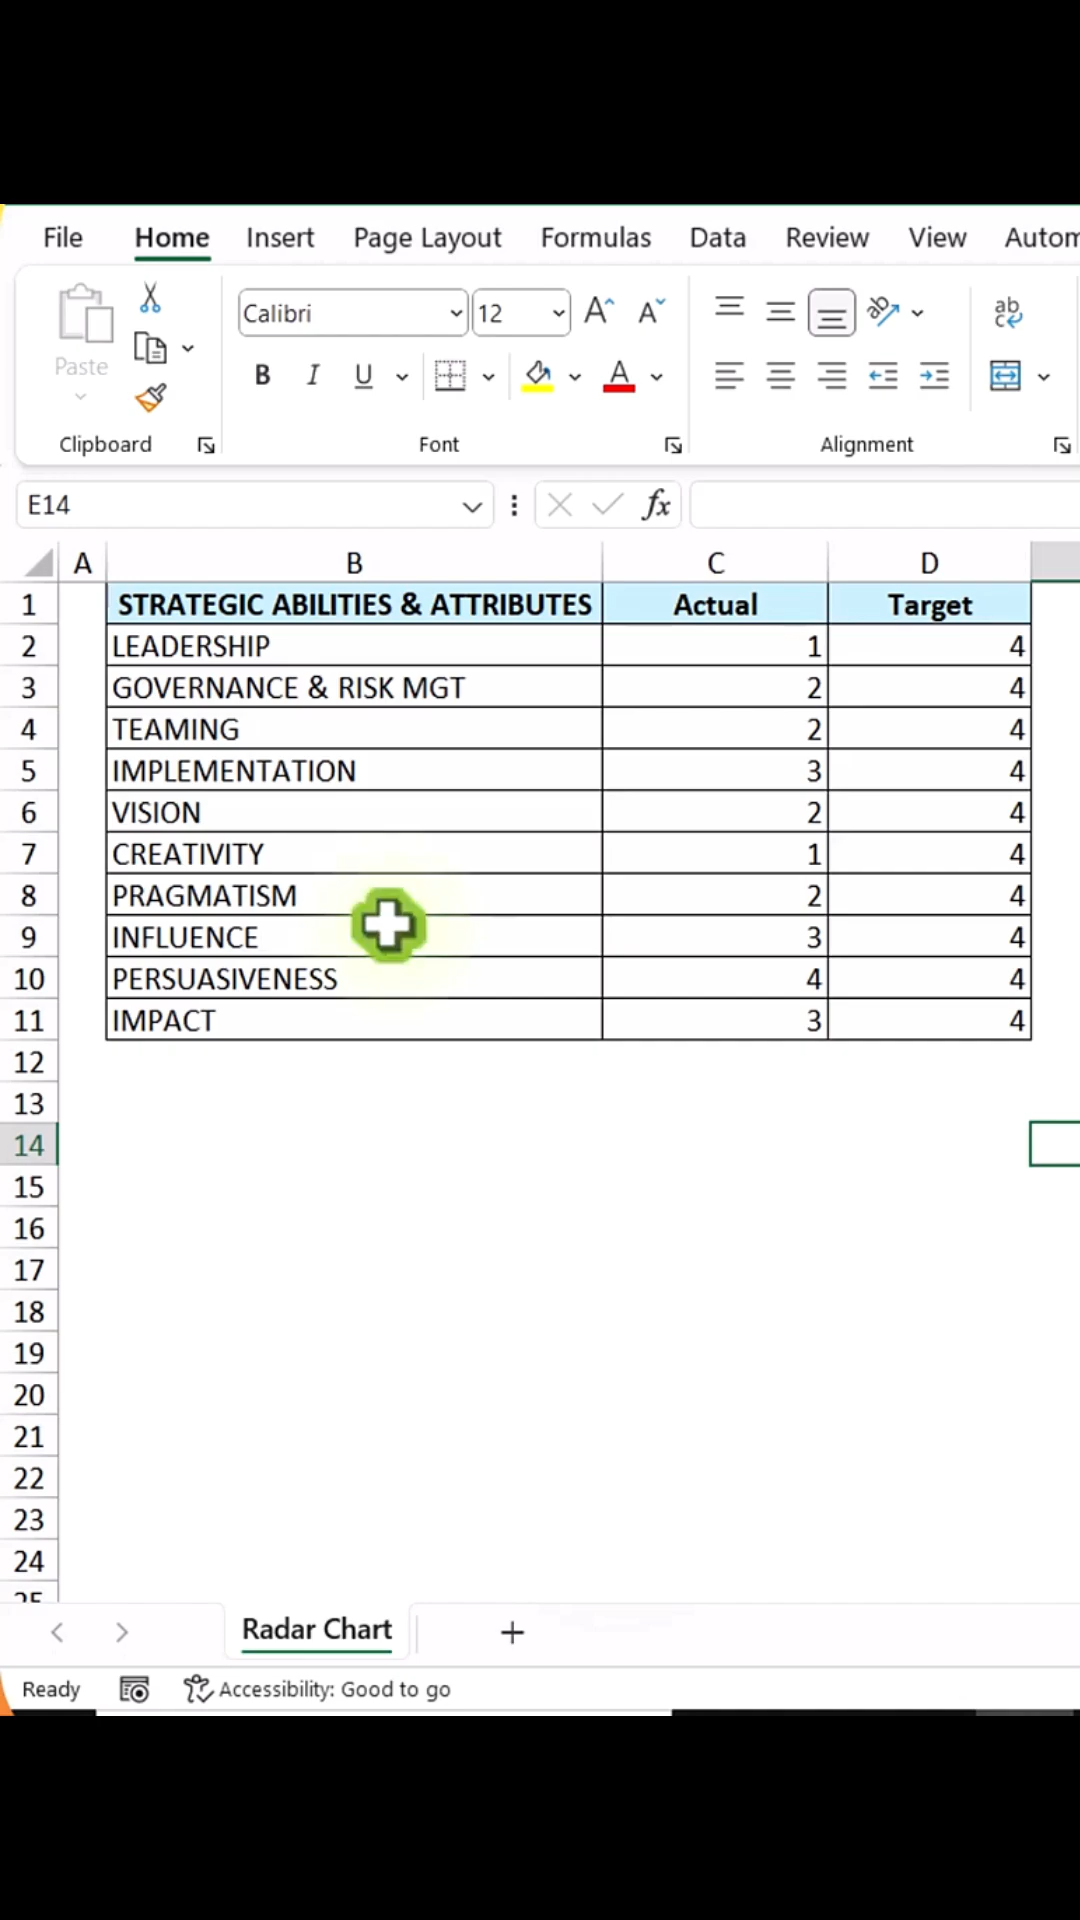 File Home Insert Page Layout Formulas Data Review View Autom
Calibri 12 A A ab
Paste B I U A
Clipboard Font Alignment
E14 fx
A B C D
1 STRATEGIC ABILITIES & ATTRIBUTES Actual Target
2 LEADERSHIP 1 4
3 GOVERNANCE & RISK MGT 2 4
4 TEAMING 2 4
5 IMPLEMENTATION 3 4
6 VISION 2 4
7 CREATIVITY 1 4
8 PRAGMATISM 2 4
9 INFLUENCE 3 4
10 PERSUASIVENESS 4 4
11 IMPACT 3 4
12
13
14
15
16
17
18
19
20
21
22
23
24
25
Radar Chart
Ready Accessibility: Good to go